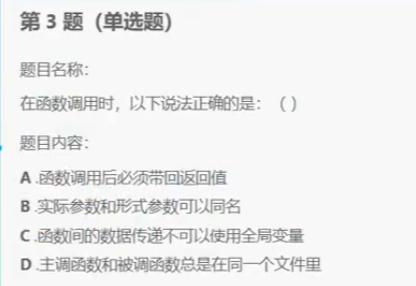 第 3 题（单选题）
题目名称：
在函数调用时，以下说法正确的是：（ ）
题目内容：
A .函数调用后必须带回返回值
B .实际参数和形式参数可以同名
C .函数间的数据传递不可以使用全局变量
D .主调函数和被调函数总是在同一个文件里